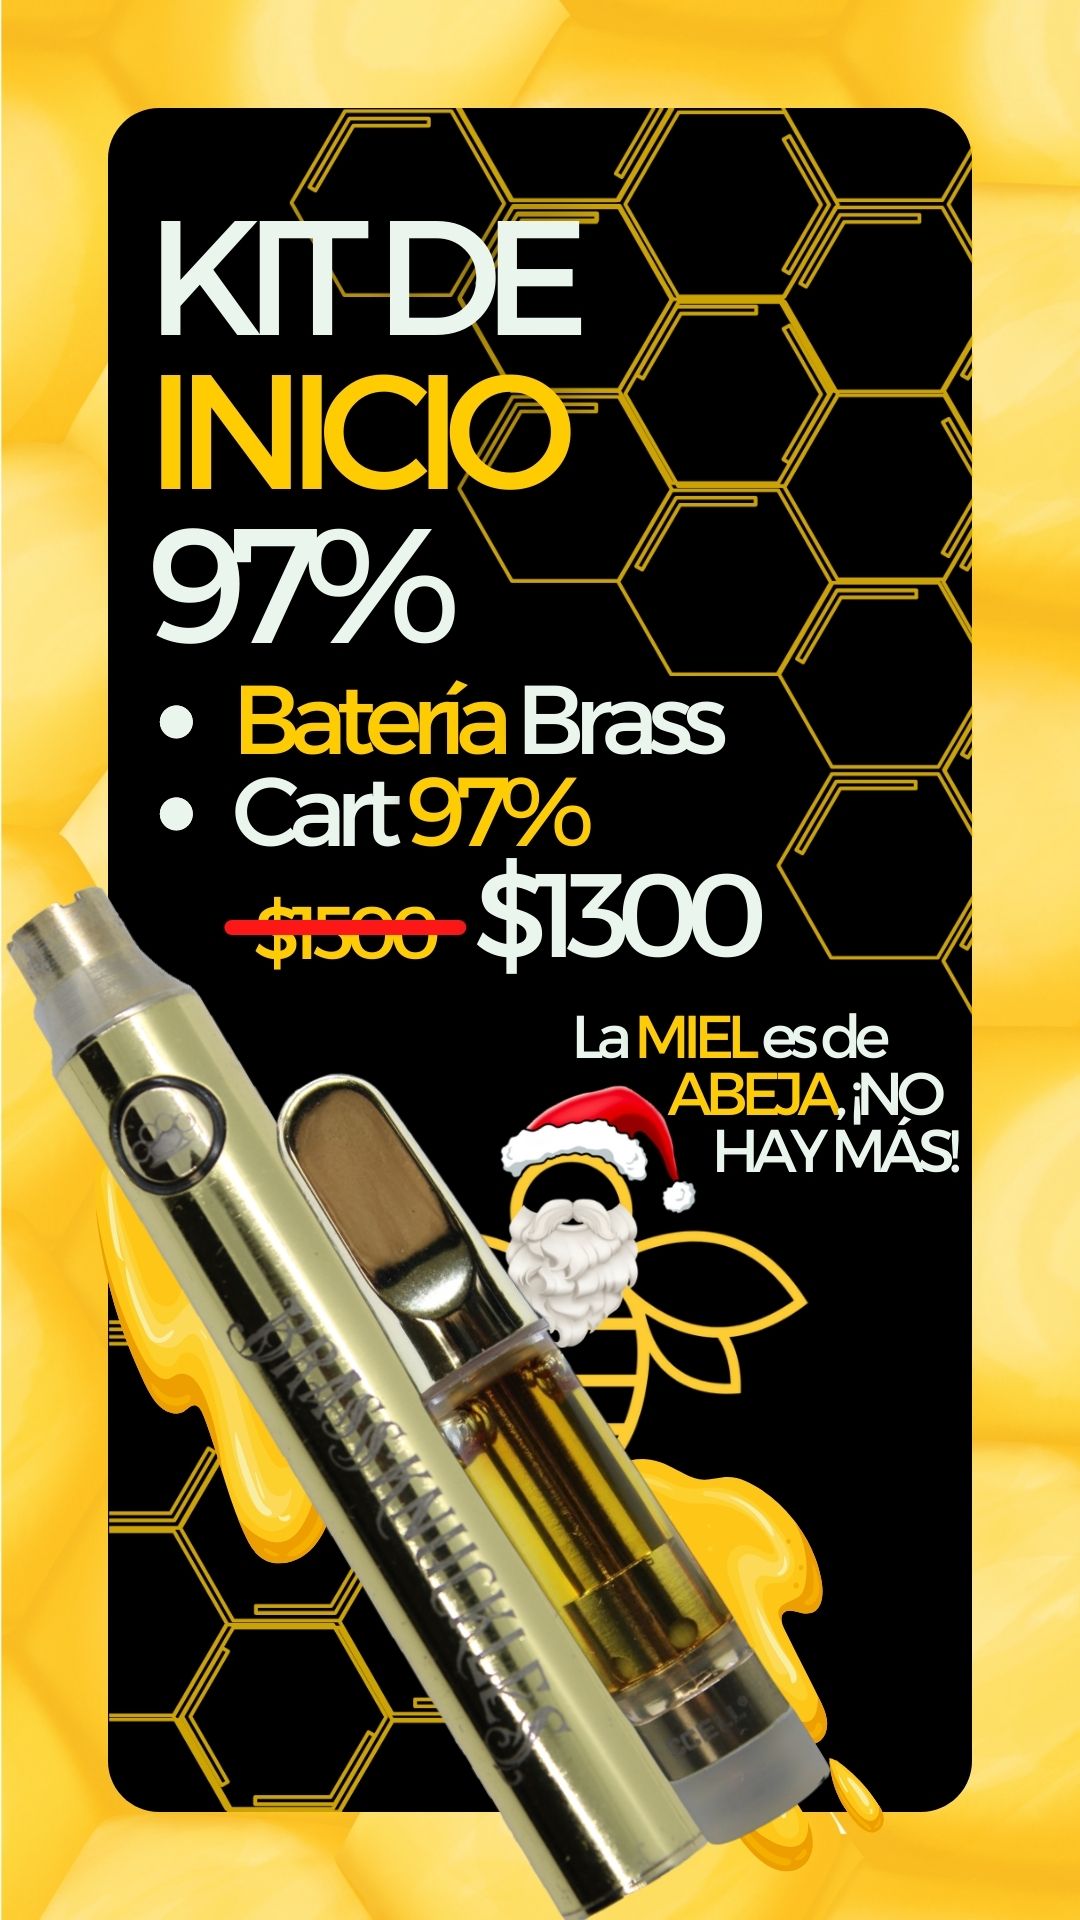 KIT DE
INICIO
97%
• Batería Brass
• Cart 97%
$1500 $1300
La MIEL es de
ABEJA, ¡NO
HAY MÁS!
BRASS KNUCKLES
CCELL®